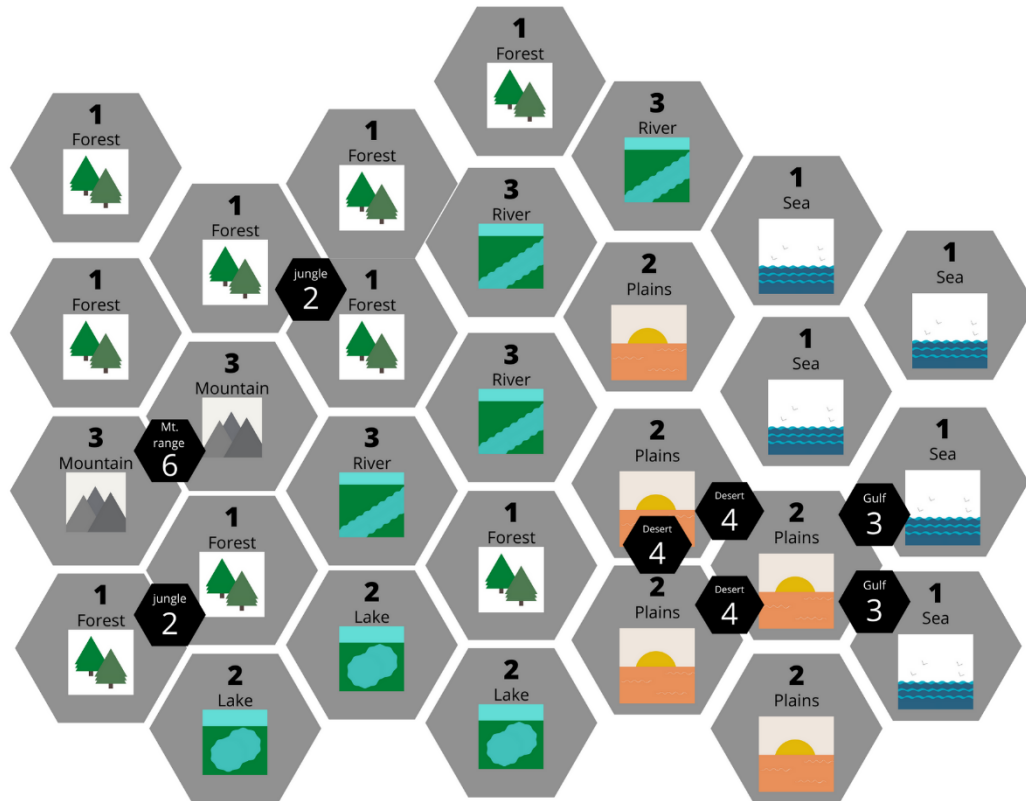 1
Forest
3
River
1
Forest
1
Forest
1
Sea
3
River
1
Forest
1
Sea
2
Plains
jungle
2
1
Forest
1
Forest
1
Sea
3
Mountain
3
River
1
Sea
3
Mountain
Mt.
range
6
3
River
2
Plains
Desert
4
Gulf
3
1
Forest
1
Forest
2
Plains
Desert
4
1
Forest
jungle
2
2
Lake
2
Plains
Desert
4
Gulf
3
1
Sea
2
Lake
2
Lake
2
Plains